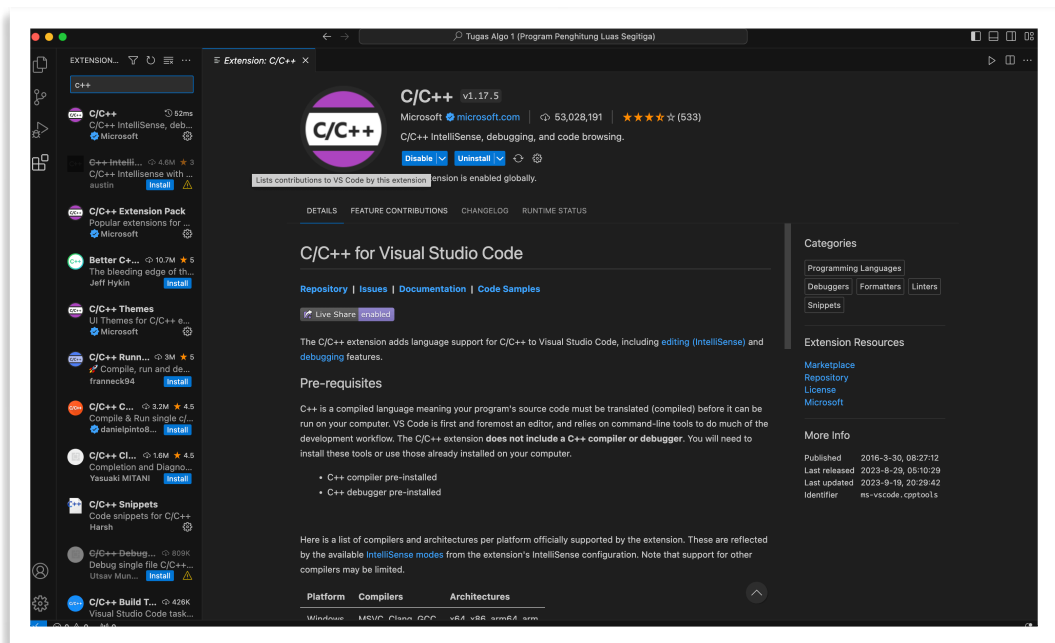 Tugas Algo 1 (Program Penghitung Luas Segitiga)
EXTENSION...
Extension: C/C++
c++
C/C++ 52ms
C/C++ IntelliSense, deb...
Microsoft
C++ Intelli... 4.6M ★ 3
C/C++ Intellisense with ...
austin Install
C/C++ Extension Pack
Popular extensions for ...
Microsoft
Better C+... 10.7M ★ 5
The bleeding edge of th...
Jeff Hykin Install
C/C++ Themes
UI Themes for C/C++ e...
Microsoft
C/C++ Runn... 3M ★ 5
🚀 Compile, run and de...
franneck94 Install
C/C++ C... 3.2M ★ 4.5
Compile & Run single c/...
danielpinto8... Install
C/C++ Cl... 1.6M ★ 4.5
Completion and Diagno...
Yasuaki MITANI Install
C/C++ Snippets
Code snippets for C/C++
Harsh
C/C++ Debug... 809K
Debug single file C/C++...
Utsav Mun... Install
C/C++ Build T... 426K
Visual Studio Code task...
C/C++
C/C++ v1.17.5
Microsoft microsoft.com | 53,028,191 | (533)
C/C++ IntelliSense, debugging, and code browsing.
Disable Uninstall
Lists contributions to VS Code by this extension
ension is enabled globally.
DETAILS FEATURE CONTRIBUTIONS CHANGELOG RUNTIME STATUS
C/C++ for Visual Studio Code
Repository | Issues | Documentation | Code Samples
Live Share enabled
The C/C++ extension adds language support for C/C++ to Visual Studio Code, including editing (IntelliSense) and
debugging features.
Pre-requisites
C++ is a compiled language meaning your program's source code must be translated (compiled) before it can be
run on your computer. VS Code is first and foremost an editor, and relies on command-line tools to do much of the
development workflow. The C/C++ extension does not include a C++ compiler or debugger. You will need to
install these tools or use those already installed on your computer.
• C++ compiler pre-installed
• C++ debugger pre-installed
Here is a list of compilers and architectures per platform officially supported by the extension. These are reflected
by the available IntelliSense modes from the extension's IntelliSense configuration. Note that support for other
compilers may be limited.
Platform Compilers Architectures
Windows MSVC, Clang, GCC x64, x86, arm64, arm
Categories
Programming Languages
Debuggers Formatters Linters
Snippets
Extension Resources
Marketplace
Repository
License
Microsoft
More Info
Published 2016-3-30, 08:27:12
Last released 2023-8-29, 05:10:29
Last updated 2023-9-19, 20:29:42
Identifier ms-vscode.cpptools